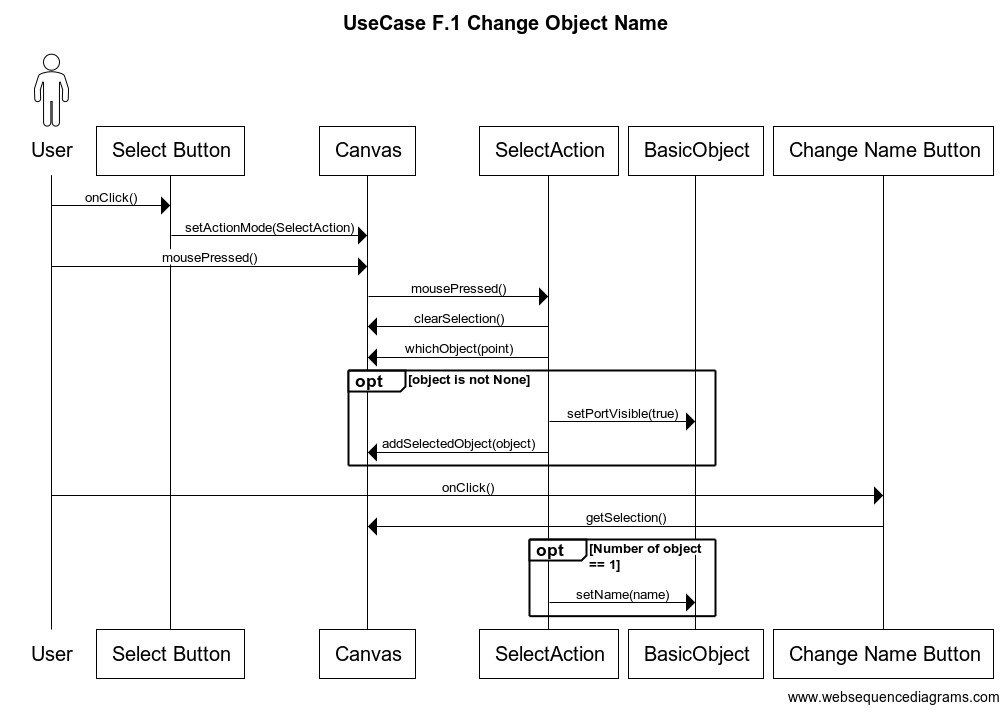 UseCase F.1 Change Object Name
User
Select Button
Canvas
SelectAction
BasicObject
Change Name Button
onClick()
setActionMode(SelectAction)
mousePressed()
mousePressed()
clearSelection()
whichObject(point)
opt
[object is not None]
setPortVisible(true)
addSelectedObject(object)
onClick()
getSelection()
opt
[Number of object
== 1]
setName(name)
User
Select Button
Canvas
SelectAction
BasicObject
Change Name Button
www.websequencediagrams.com